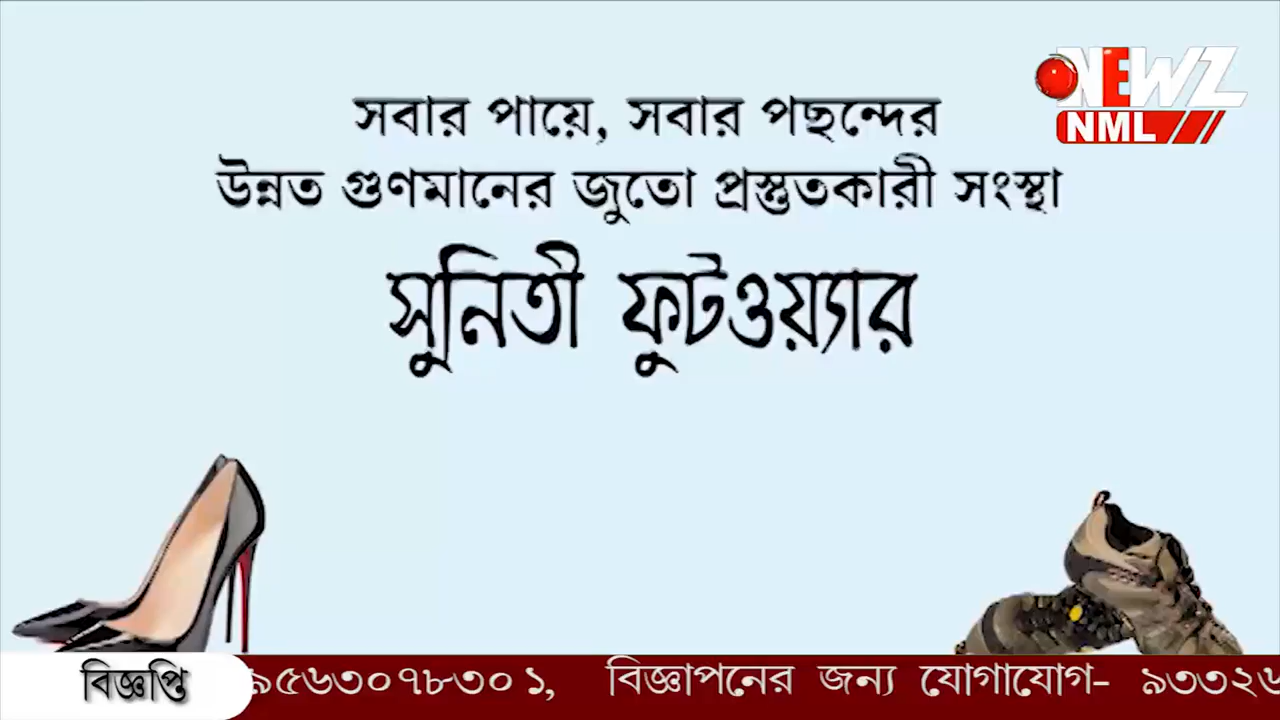 NEWZ
NML
সবার পায়ে, সবার পছন্দের
উন্নত গুণমানের জুতো প্রস্তুতকারী সংস্থা
সুনিতী ফুটওয়্যার
বিজ্ঞপ্তি
৯৫৬৩০৭৮৩০১, বিজ্ঞাপনের জন্য যোগাযোগ- ৯৩৩২৬